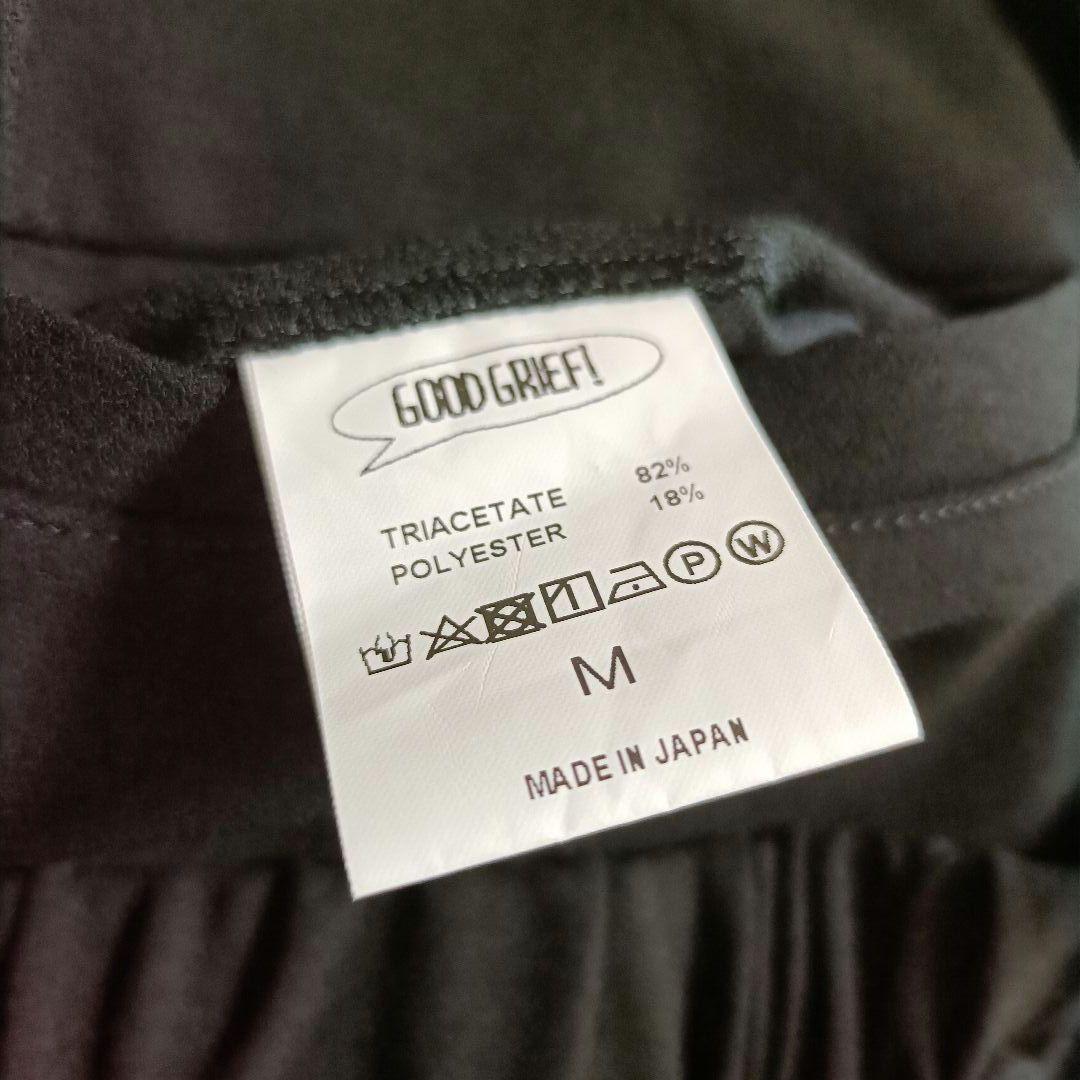 GOOD GRIEF!
TRIACETATE 82%
POLYESTER 18%
P W
M
MADE IN JAPAN